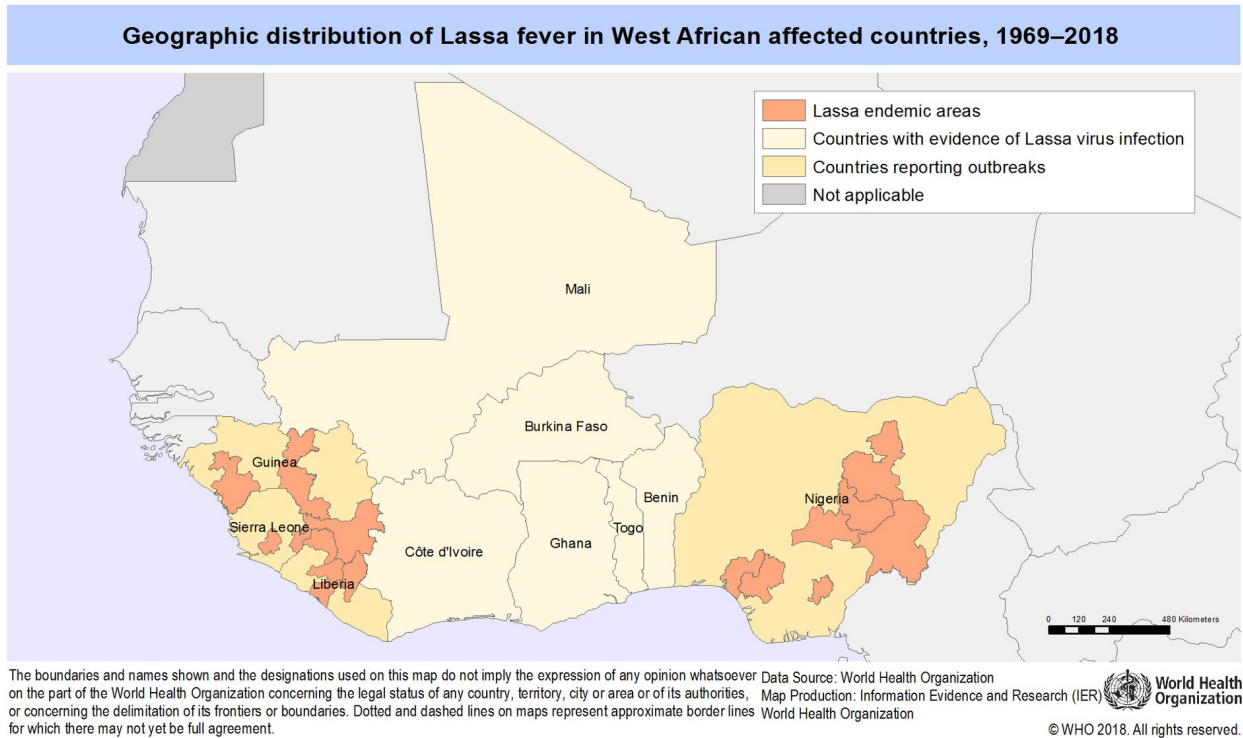 Geographic distribution of Lassa fever in West African affected countries, 1969–2018
Lassa endemic areas
Countries with evidence of Lassa virus infection
Countries reporting outbreaks
Not applicable
Mali
Burkina Faso
Guinea
Benin
Nigeria
Sierra Leone
Togo
Côte d'Ivoire
Ghana
Liberia
0 120 240 480 Kilometers
The boundaries and names shown and the designations used on this map do not imply the expression of any opinion whatsoever
on the part of the World Health Organization concerning the legal status of any country, territory, city or area or of its authorities,
or concerning the delimitation of its frontiers or boundaries. Dotted and dashed lines on maps represent approximate border lines
for which there may not yet be full agreement.
Data Source: World Health Organization
Map Production: Information Evidence and Research (IER)
World Health Organization
World Health
Organization
© WHO 2018. All rights reserved.